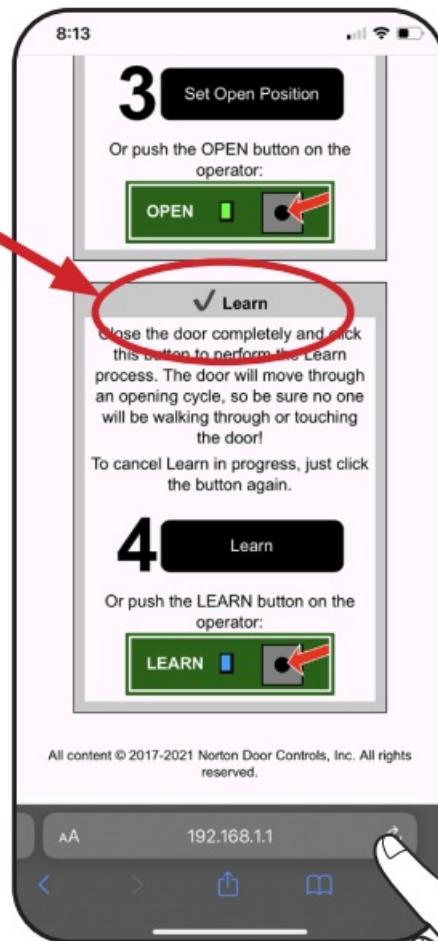 8:13
3 Set Open Position
Or push the OPEN button on the
operator:
OPEN
✓ Learn
Close the door completely and click
this button to perform the Learn
process. The door will move through
an opening cycle, so be sure no one
will be walking through or touching
the door!
To cancel Learn in progress, just click
the button again.
4 Learn
Or push the LEARN button on the
operator:
LEARN
All content © 2017-2021 Norton Door Controls, Inc. All rights
reserved.
AA 192.168.1.1